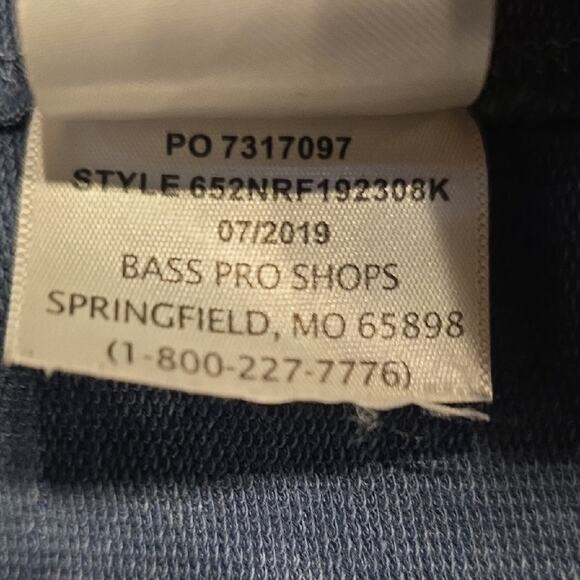 PO 7317097
STYLE 652NRF192308K
07/2019
BASS PRO SHOPS
SPRINGFIELD, MO 65898
(1-800-227-7776)